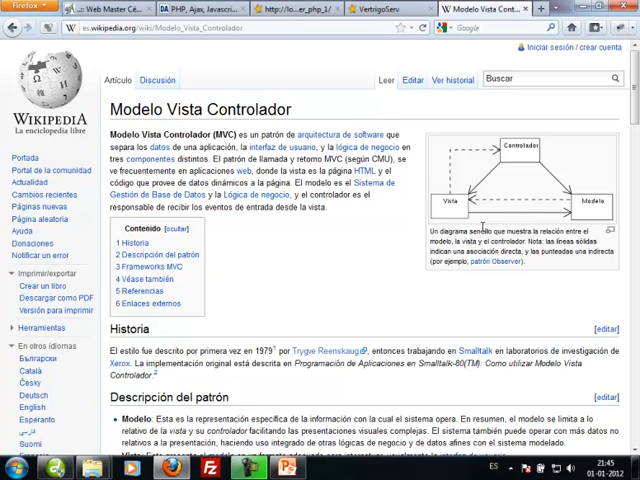 Firefox
.:: Web Master Cé...
PHP, Ajax, Javascri...
http://lo...er_php_1/
VertrigoServ
Modelo Vista Cont...
es.wikipedia.org/wiki/Modelo_Vista_Controlador
Google
Iniciar sesión / crear cuenta
WIKIPEDIA
La enciclopedia libre
Artículo
Discusión
Leer
Editar
Ver historial
Buscar
Portada
Portal de la comunidad
Actualidad
Cambios recientes
Páginas nuevas
Página aleatoria
Ayuda
Donaciones
Notificar un error
Imprimir/exportar
Crear un libro
Descargar como PDF
Versión para imprimir
Herramientas
En otros idiomas
Български
Català
Česky
Deutsch
English
Esperanto
فارسی
Suomi
Modelo Vista Controlador
Modelo Vista Controlador (MVC) es un patrón de arquitectura de software que
separa los datos de una aplicación, la interfaz de usuario, y la lógica de negocio en
tres componentes distintos. El patrón de llamada y retorno MVC (según CMU), se
ve frecuentemente en aplicaciones web, donde la vista es la página HTML y el
código que provee de datos dinámicos a la página. El modelo es el Sistema de
Gestión de Base de Datos y la Lógica de negocio, y el controlador es el
responsable de recibir los eventos de entrada desde la vista.
Controlador
Vista
Modelo
Un diagrama sencillo que muestra la relación entre el
modelo, la vista y el controlador. Nota: las líneas sólidas
indican una asociación directa, y las punteadas una indirecta
(por ejemplo, patrón Observer).
Contenido [ocultar]
1 Historia
2 Descripción del patrón
3 Frameworks MVC
4 Véase también
5 Referencias
6 Enlaces externos
Historia
[editar]
El estilo fue descrito por primera vez en 1979¹ por Trygve Reenskaug, entonces trabajando en Smalltalk en laboratorios de investigación de
Xerox. La implementación original está descrita en Programación de Aplicaciones en Smalltalk-80(TM): Como utilizar Modelo Vista
Controlador.²
Descripción del patrón
[editar]
Modelo: Esta es la representación específica de la información con la cual el sistema opera. En resumen, el modelo se limita a lo
relativo de la vista y su controlador facilitando las presentaciones visuales complejas. El sistema también puede operar con más datos no
relativos a la presentación, haciendo uso integrado de otras lógicas de negocio y de datos afines con el sistema modelado.
ES
21:45
01-01-2012